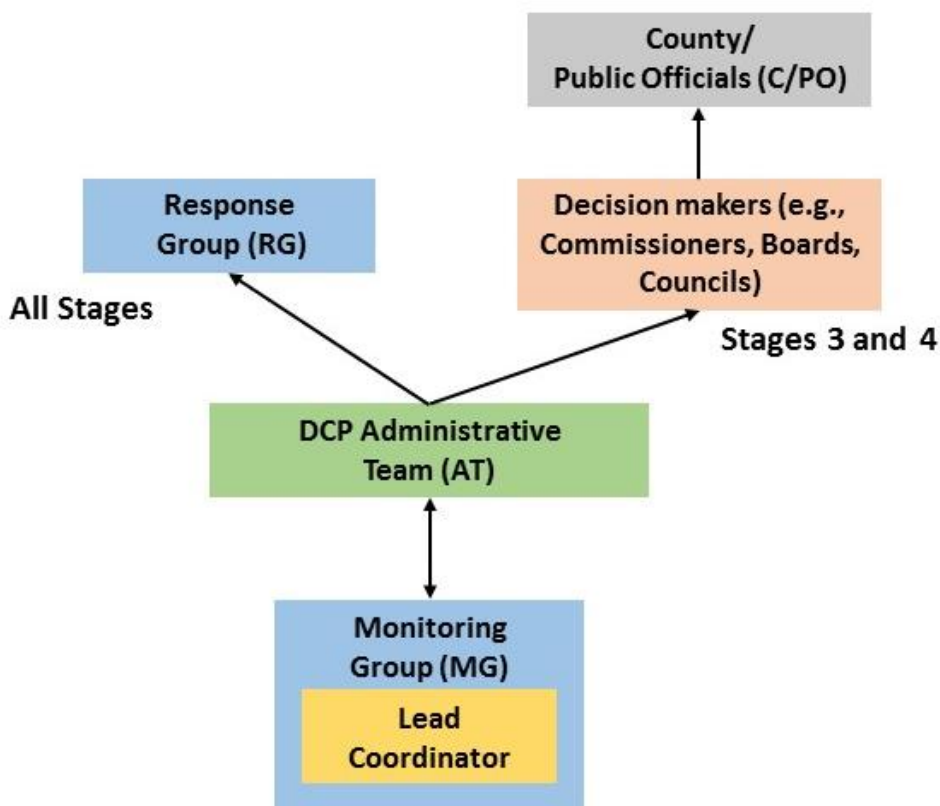 County/
Public Officials (C/PO)
Response
Group (RG)
Decision makers (e.g.,
Commissioners, Boards,
Councils)
All Stages
Stages 3 and 4
DCP Administrative
Team (AT)
Monitoring
Group (MG)
Lead
Coordinator